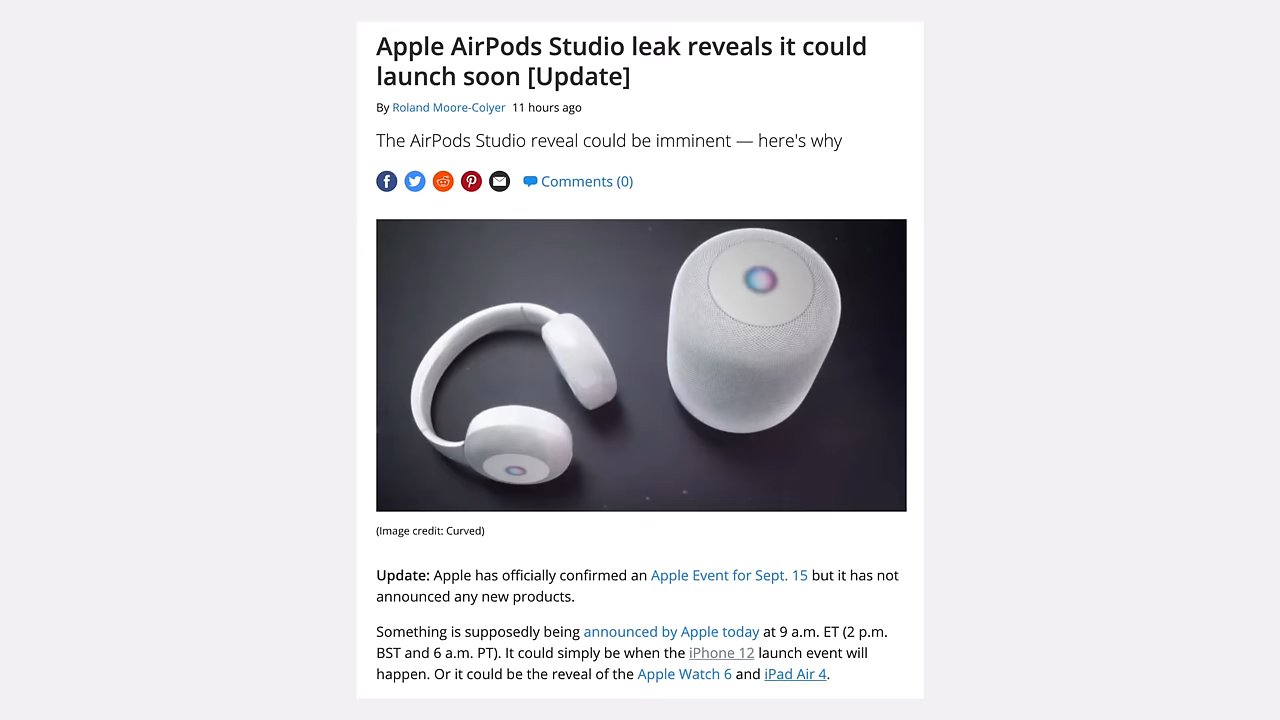 Apple AirPods Studio leak reveals it could
launch soon [Update]
By Roland Moore-Colyer 11 hours ago
The AirPods Studio reveal could be imminent — here's why
Comments (0)
(Image credit: Curved)
Update: Apple has officially confirmed an Apple Event for Sept. 15 but it has not
announced any new products.
Something is supposedly being announced by Apple today at 9 a.m. ET (2 p.m.
BST and 6 a.m. PT). It could simply be when the iPhone 12 launch event will
happen. Or it could be the reveal of the Apple Watch 6 and iPad Air 4.